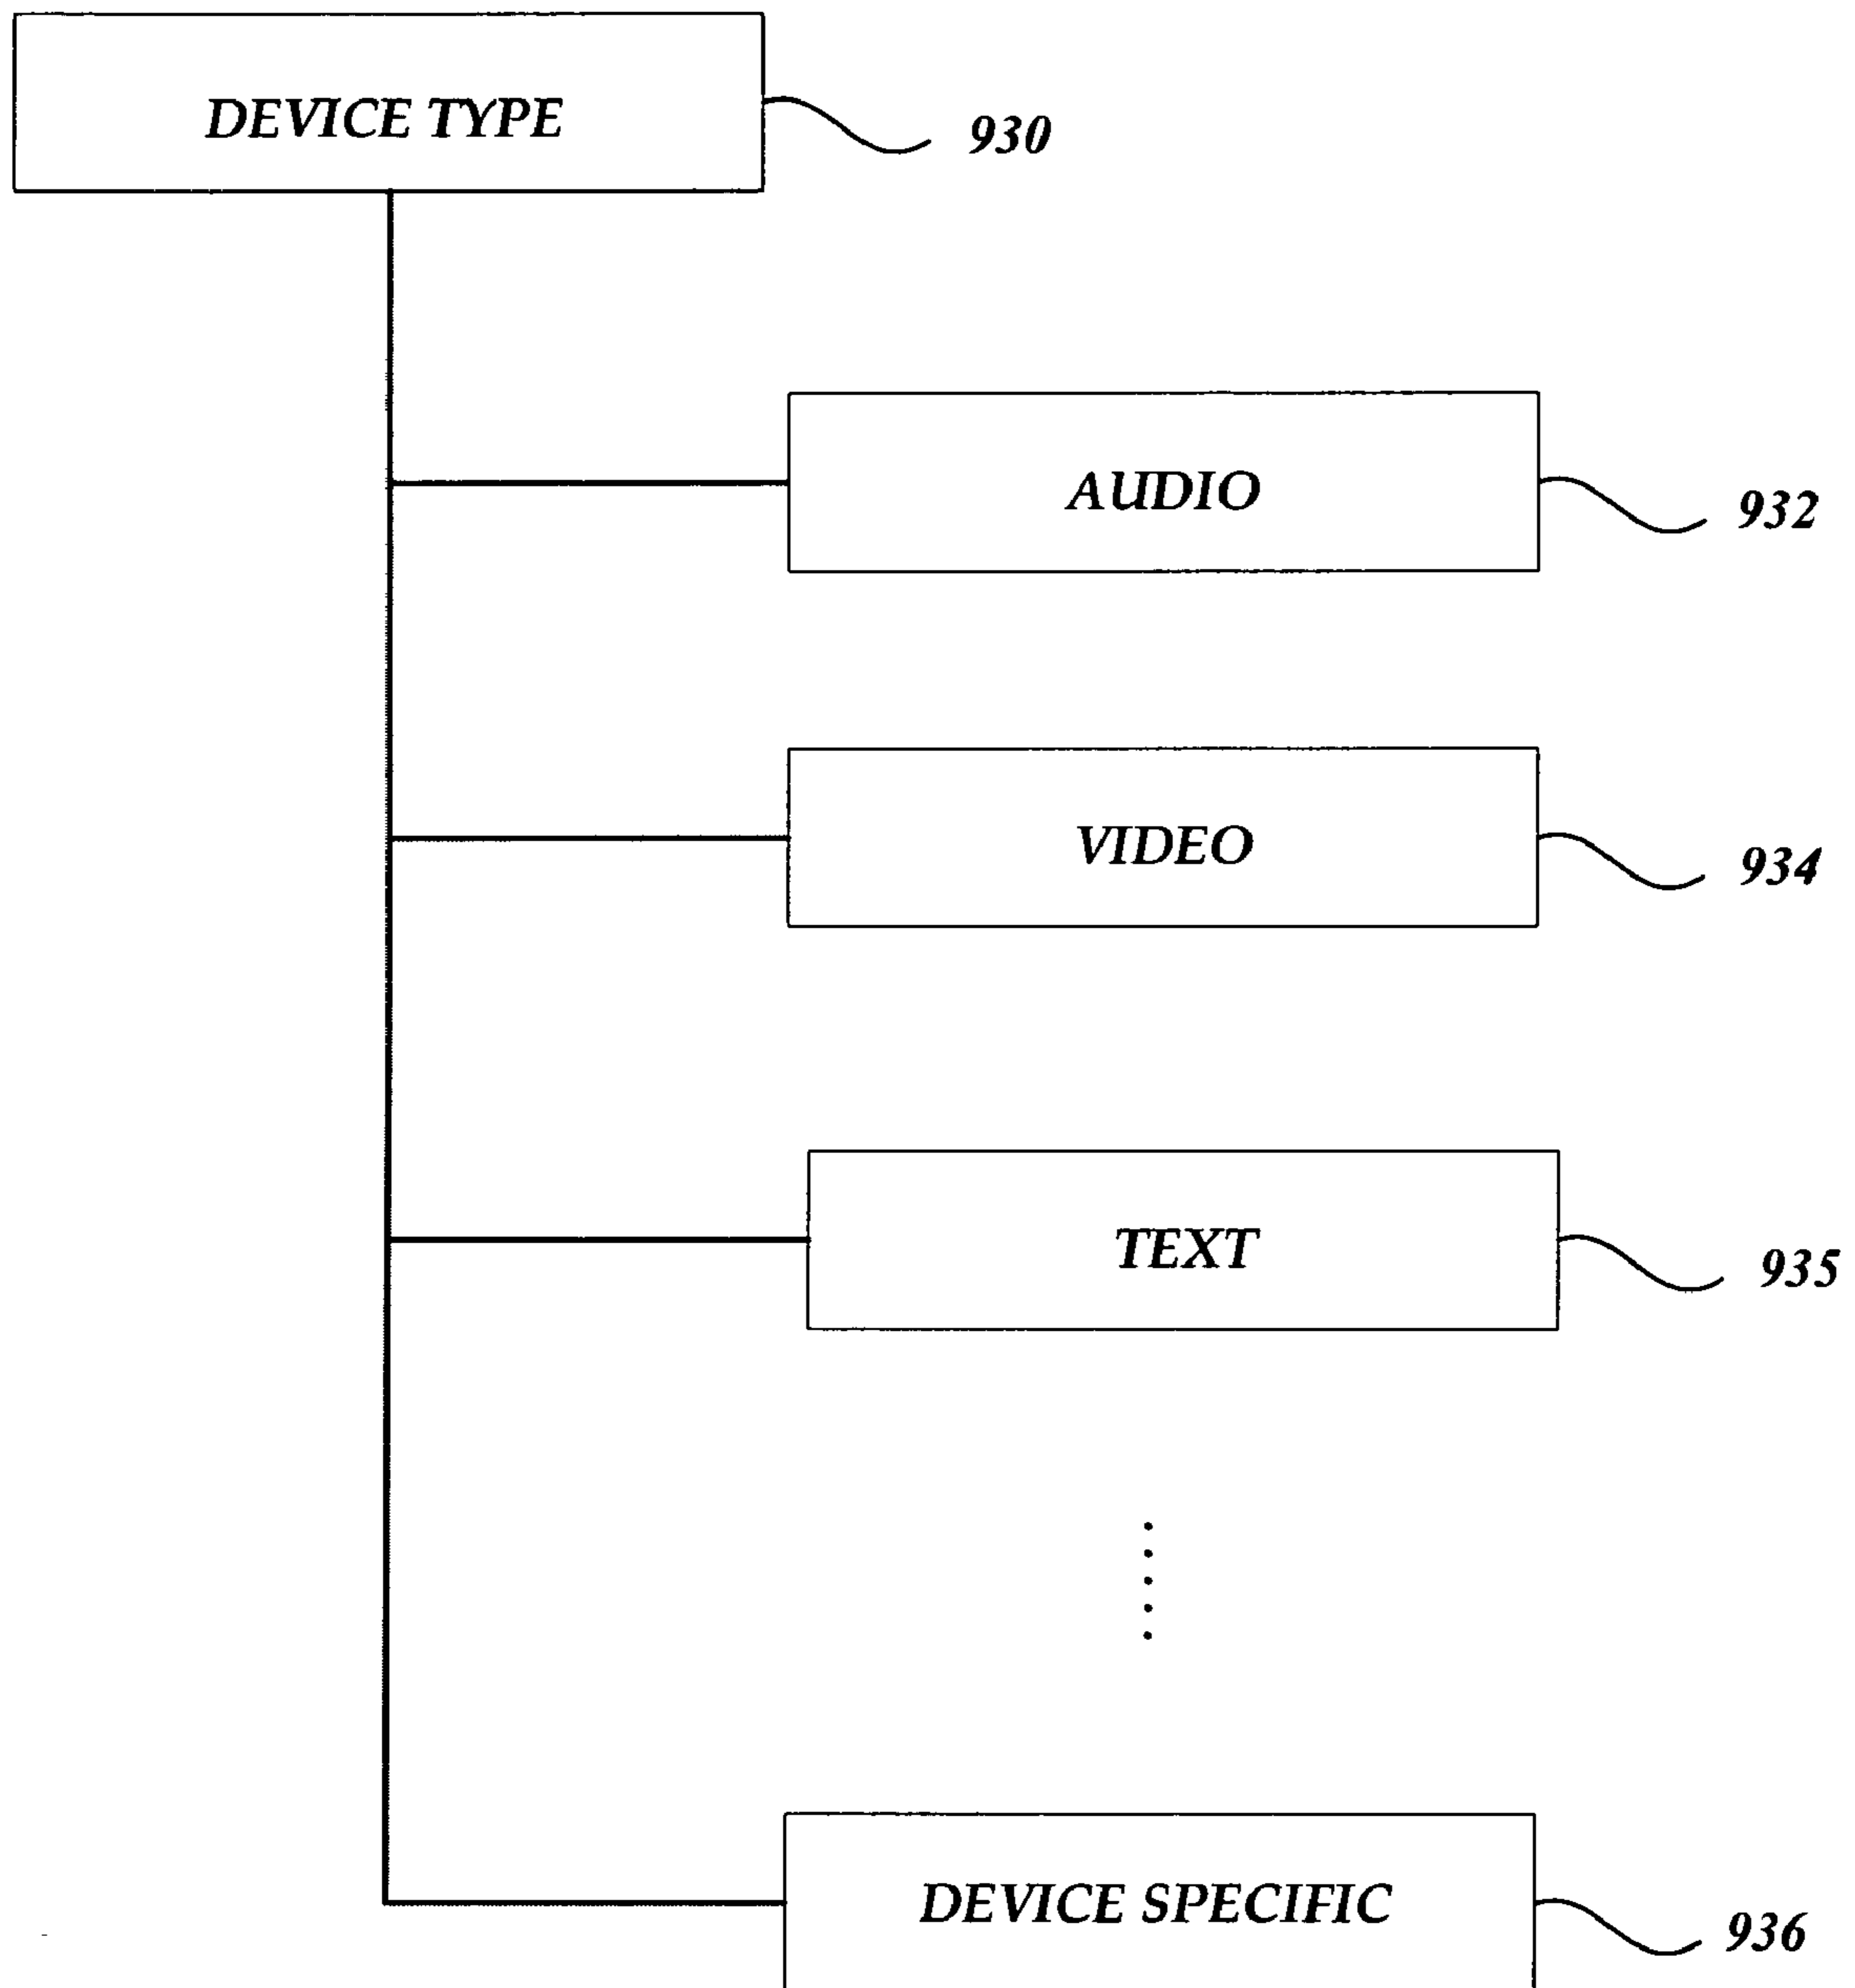 DEVICE TYPE
930
AUDIO
932
VIDEO
934
TEXT
935
DEVICE SPECIFIC
936